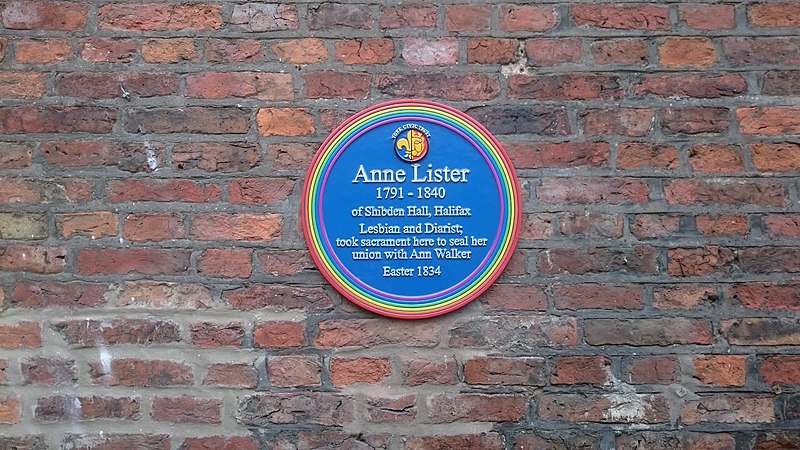 YORK CIVIC TRUST
Anne Lister
1791 - 1840
of Shibden Hall, Halifax
Lesbian and Diarist;
took sacrament here to seal her
union with Ann Walker
Easter 1834